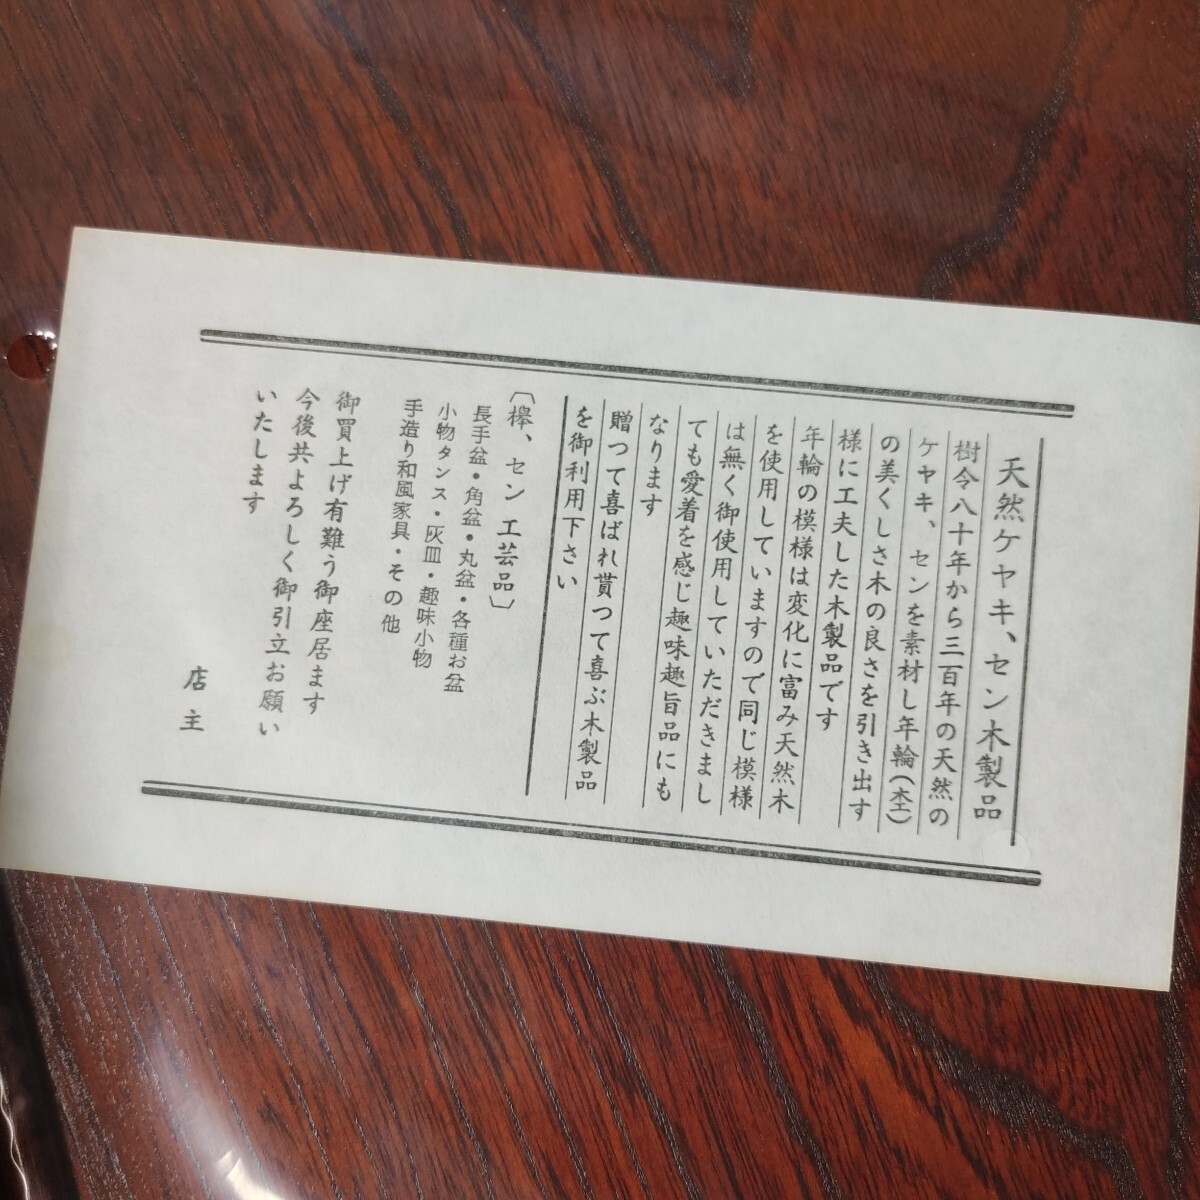 天然ケヤキ、セン木製品
樹令八十年から三百年の天然の
ケヤキ、センを素材し年輪(杢)
の美くしさ木の良さを引き出す
様に工夫した木製品です
年輪の模様は変化に富み天然木
を使用していますので同じ模様
は無く御使用していただきまし
ても愛着を感じ趣味趣旨品にも
なります
贈つて喜ばれ貰つて喜ぶ木製品
を御利用下さい
〔欅、セン 工芸品〕
長手盆・角盆・丸盆・各種お盆
小物タンス・灰皿・趣味小物
手造り和風家具・その他
御買上げ有難う御座居ます
今後共よろしく御引立お願い
いたします
店主